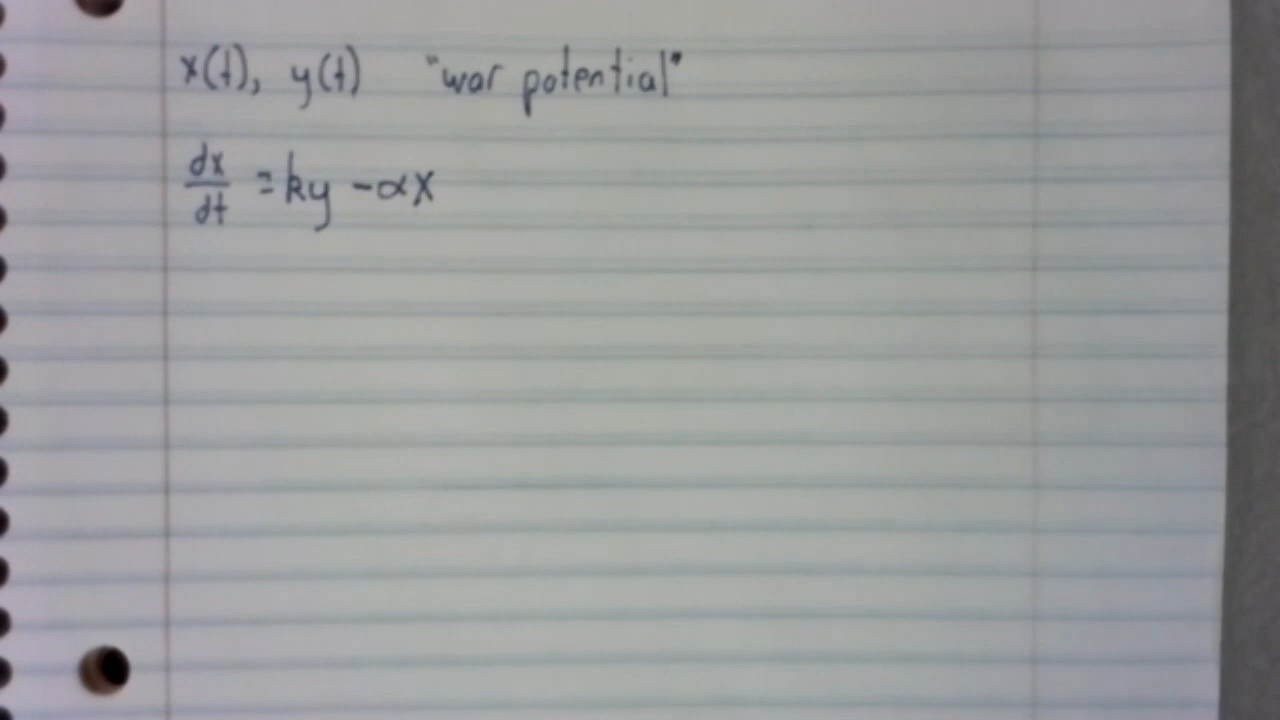 x(t), y(t) "war potential"
dx/dt = ky - αx